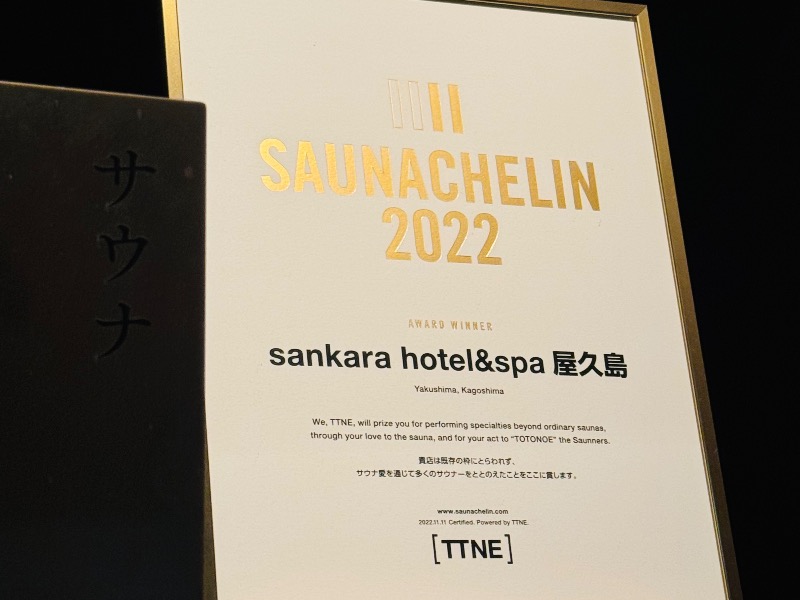 サウナ
SAUNACHELIN
2022
AWARD WINNER
sankara hotel&spa 屋久島
Yakushima, Kagoshima
We, TTNE, will prize you for performing specialties beyond ordinary saunas,
through your love to the sauna, and for your act to "TOTONOE" the Saunners.
貴店は既存の枠にとらわれず、
サウナ愛を通じて多くのサウナーをととのえたことをここに賞します。
www.saunachelin.com
2022.11.11 Certified. Powered by TTNE.
[TTNE]